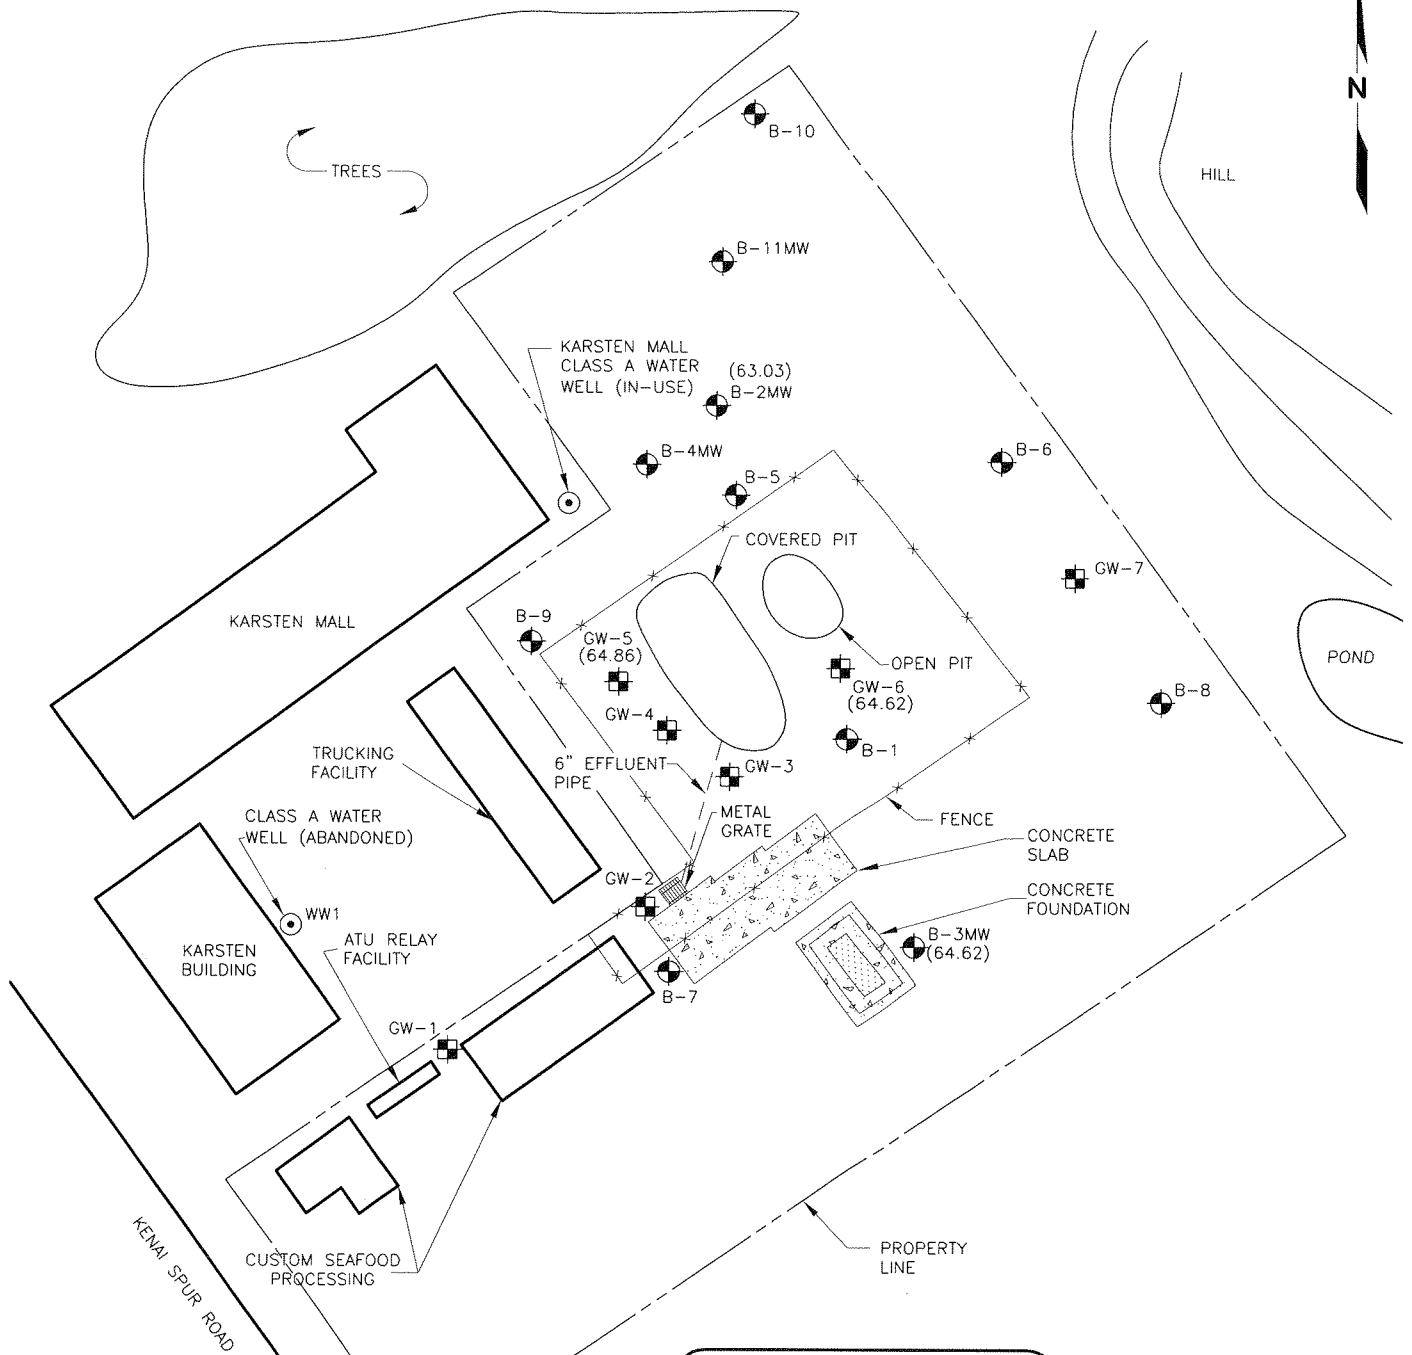 N
B-10
TREES
HILL
B-11MW
KARSTEN MALL
CLASS A WATER
WELL (IN-USE)
(63.03)
B-2MW
B-4MW
B-6
B-5
COVERED PIT
GW-7
KARSTEN MALL
B-9
GW-5
(64.86)
OPEN PIT
POND
GW-6
(64.62)
B-8
GW-4
B-1
TRUCKING
FACILITY
6" EFFLUENT
PIPE
GW-3
METAL
GRATE
FENCE
CLASS A WATER
WELL (ABANDONED)
CONCRETE
SLAB
GW-2
CONCRETE
FOUNDATION
WW1
KARSTEN
BUILDING
ATU RELAY
FACILITY
B-3MW
(64.62)
B-7
GW-1
KENAI SPUR ROAD
CUSTOM SEAFOOD
PROCESSING
PROPERTY
LINE